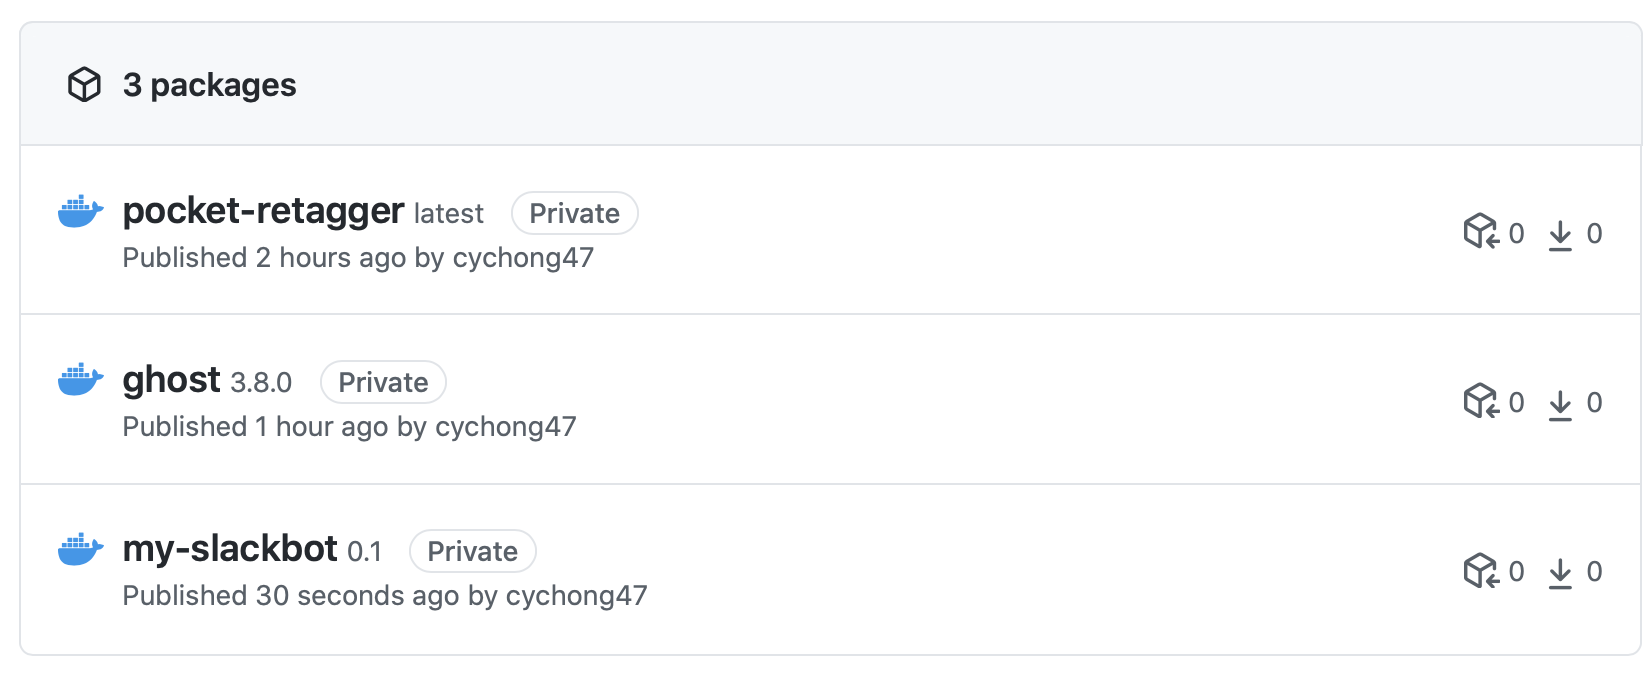 3 packages
pocket-retagger latest Private
Published 2 hours ago by cychong47
0 0
ghost 3.8.0 Private
Published 1 hour ago by cychong47
0 0
my-slackbot 0.1 Private
Published 30 seconds ago by cychong47
0 0